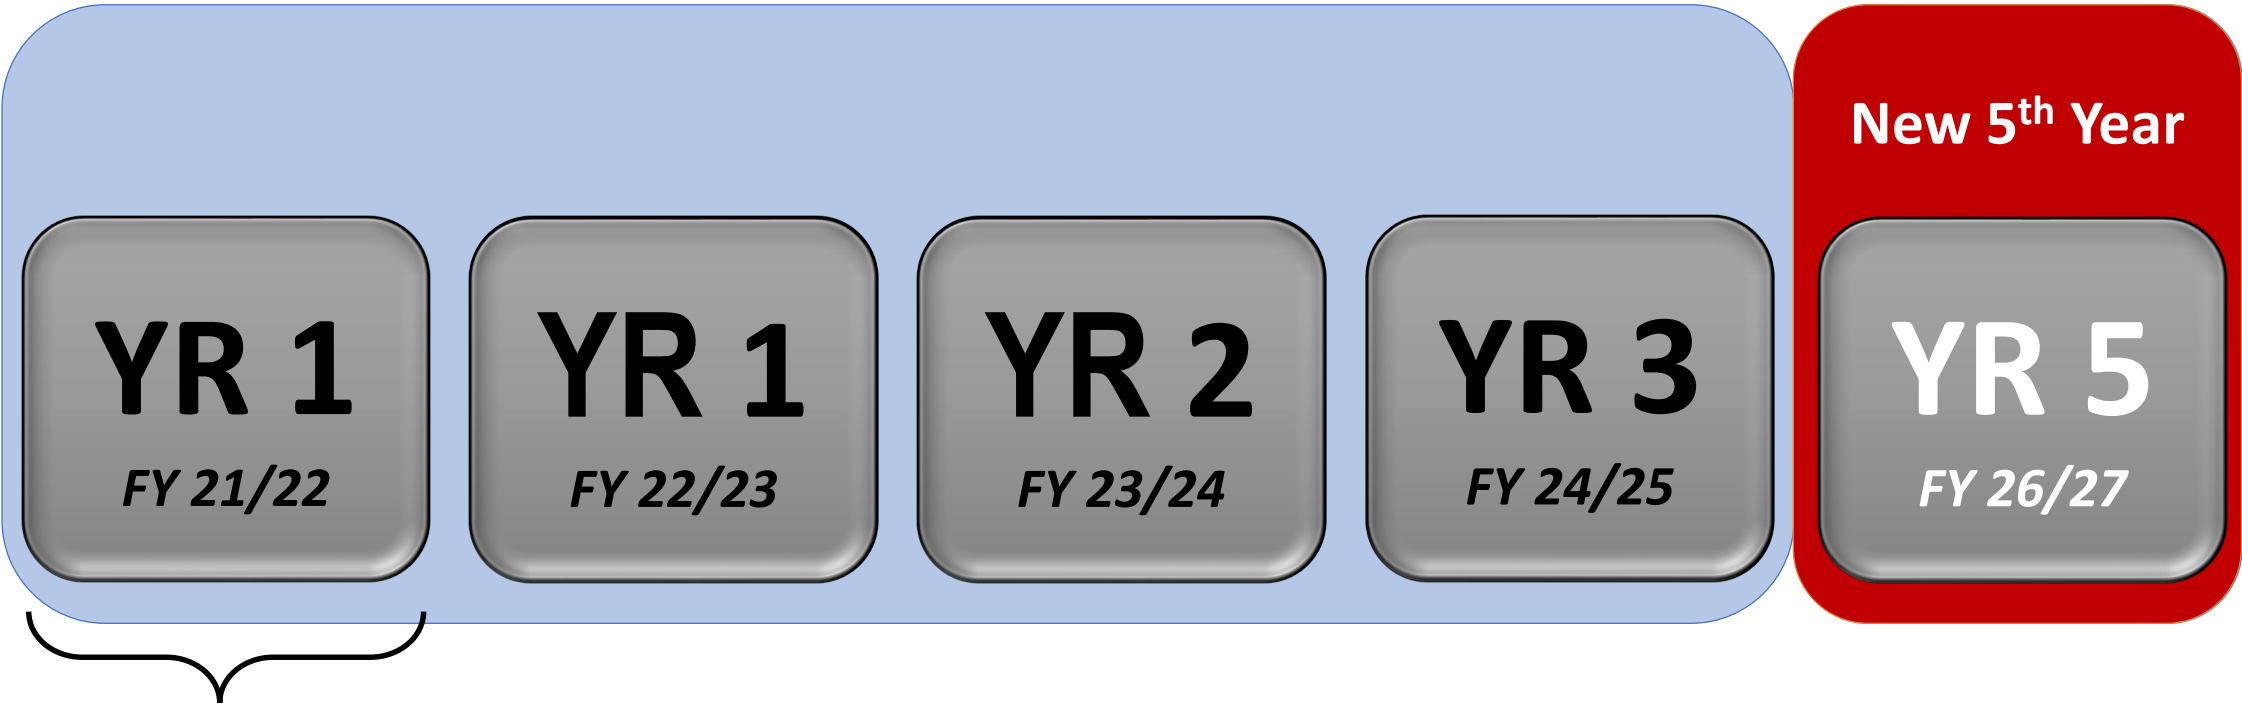 New 5th Year
YR 1
FY 21/22
YR 1
FY 22/23
YR 2
FY 23/24
YR 3
FY 24/25
YR 5
FY 26/27